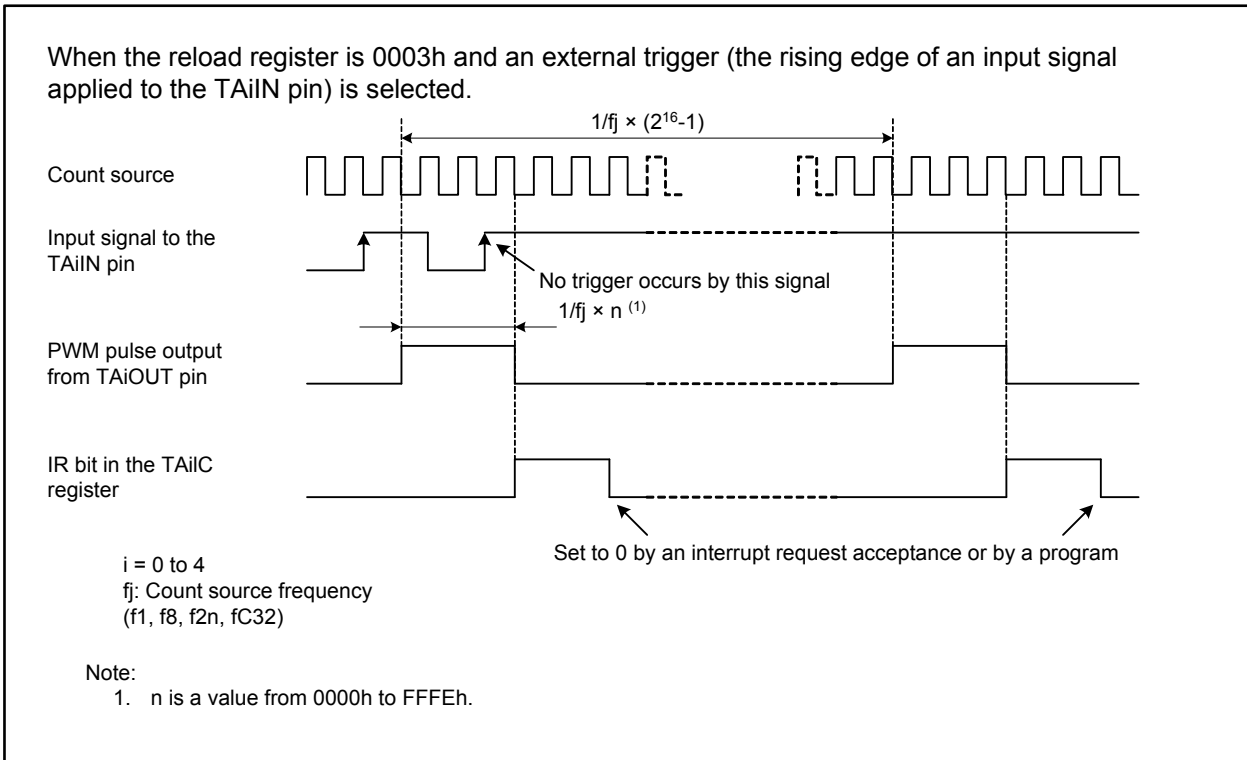 When the reload register is 0003h and an external trigger (the rising edge of an input signal
applied to the TAiIN pin) is selected.
1/fj × (2¹⁶-1)
Count source
Input signal to the
TAiIN pin
No trigger occurs by this signal
1/fj × n ⁽¹⁾
PWM pulse output
from TAiOUT pin
IR bit in the TAiIC
register
Set to 0 by an interrupt request acceptance or by a program
i = 0 to 4
fj: Count source frequency
(f1, f8, f2n, fC32)
Note:
1. n is a value from 0000h to FFFEh.